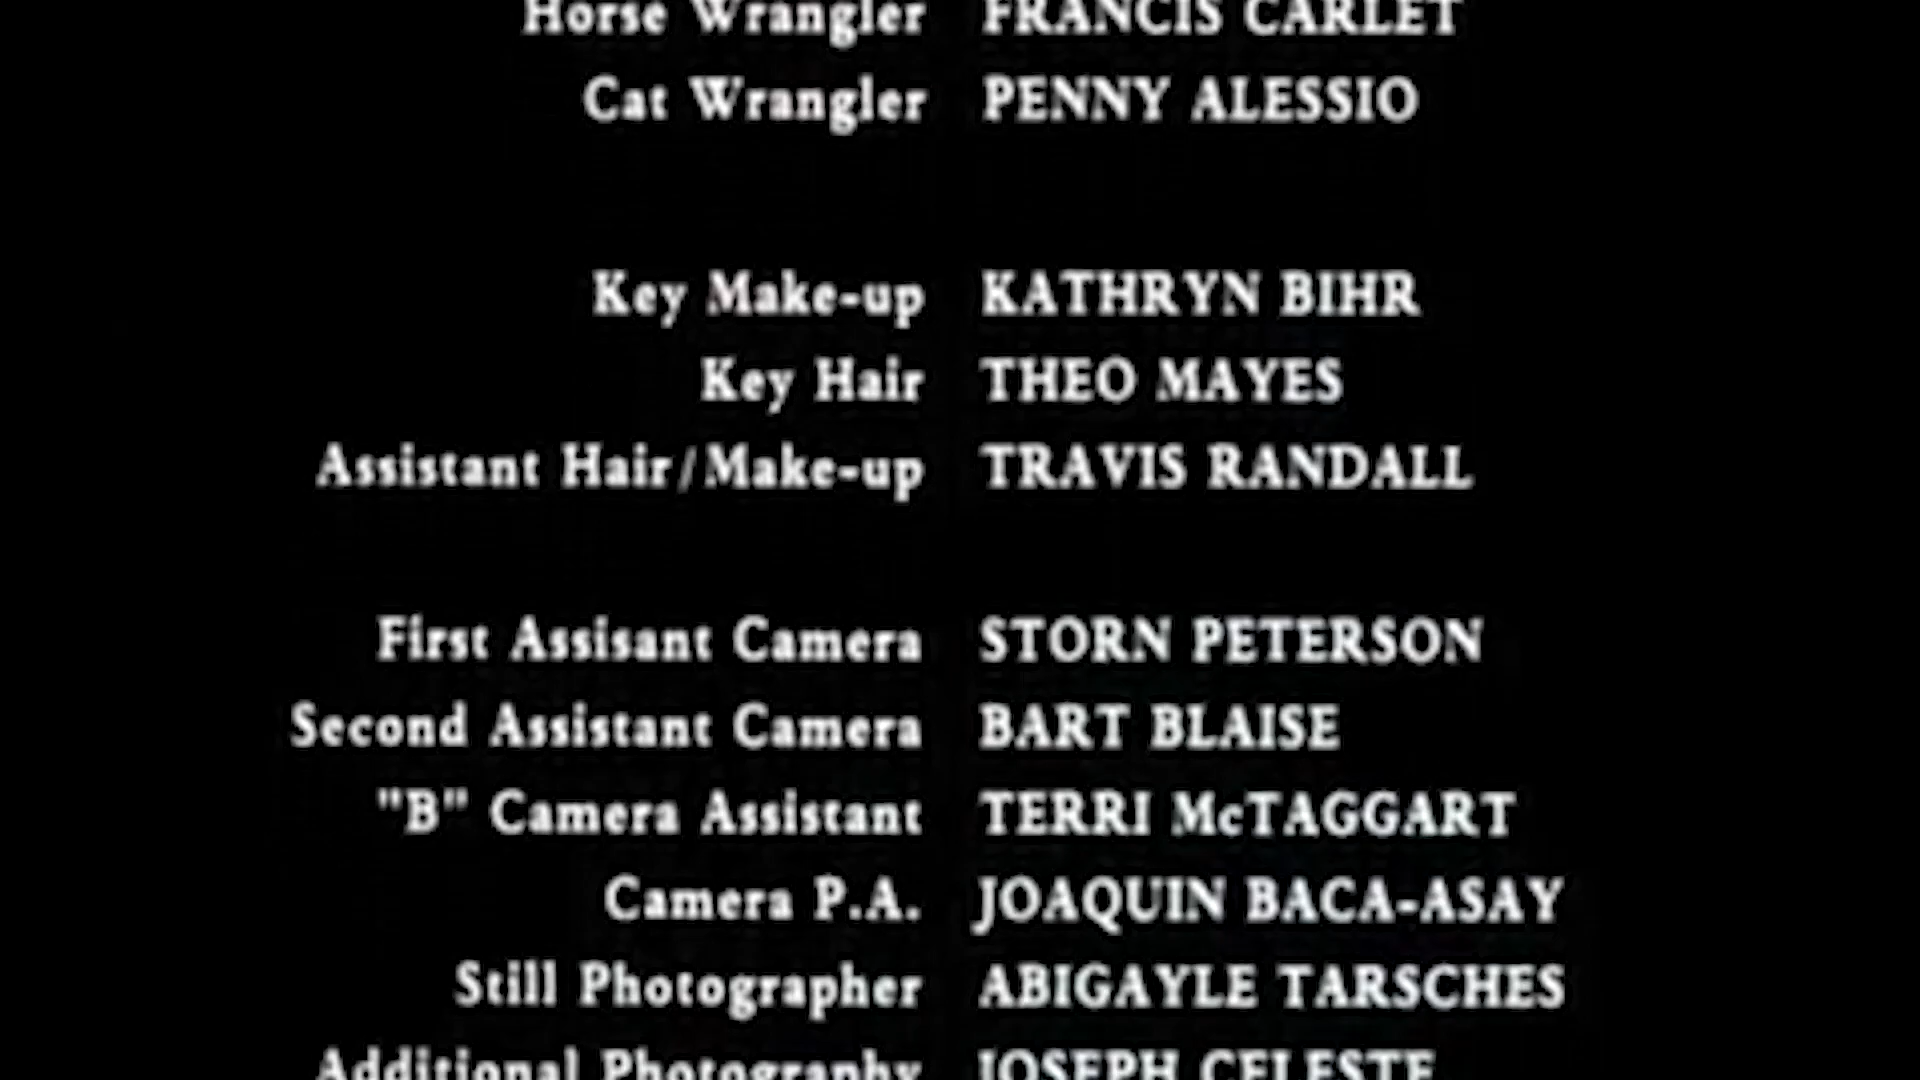 Horse Wrangler FRANCIS CARLET
Cat Wrangler PENNY ALESSIO
Key Make-up KATHRYN BIHR
Key Hair THEO MAYES
Assistant Hair/Make-up TRAVIS RANDALL
First Assisant Camera STORN PETERSON
Second Assistant Camera BART BLAISE
"B" Camera Assistant TERRI McTAGGART
Camera P.A. JOAQUIN BACA-ASAY
Still Photographer ABIGAYLE TARSCHES
Additional Photography JOSEPH CELESTE